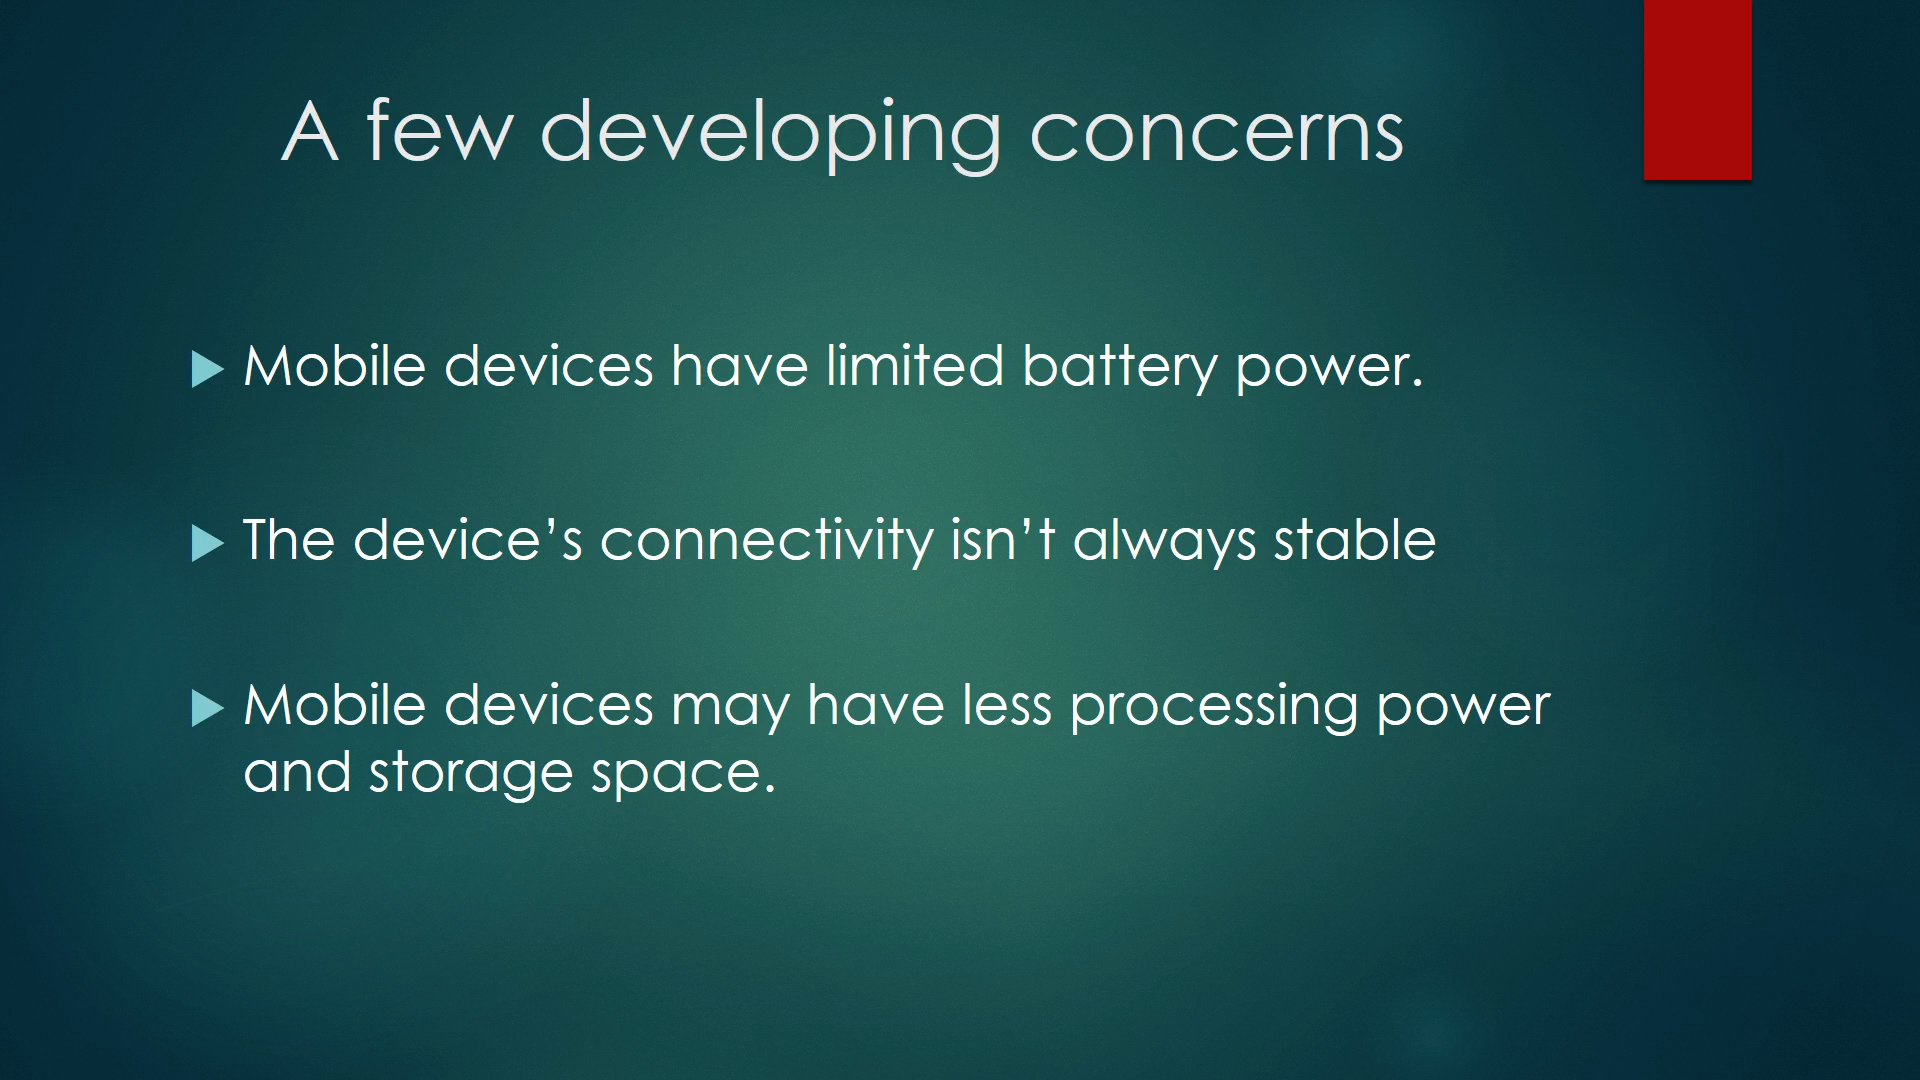 A few developing concerns
Mobile devices have limited battery power.
The device’s connectivity isn’t always stable
Mobile devices may have less processing power
and storage space.